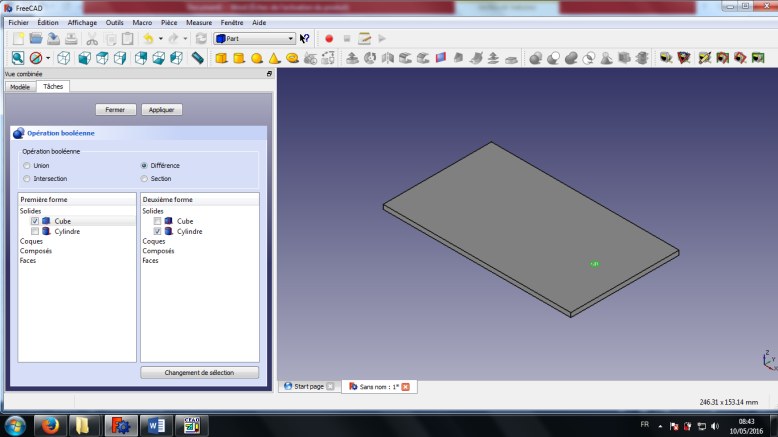 FreeCAD
Fichier Édition Affichage Outils Macro Pièce Mesure Fenêtre Aide
Part
Vue combinée
Modèle Tâches
Fermer Appliquer
Opération booléenne
Opération booléenne
Union Différence
Intersection Section
Première forme Deuxième forme
Solides Solides
Cube Cube
Cylindre Cylindre
Coques Coques
Composés Composés
Faces Faces
Changement de sélection
Z
Y
Start page Sans nom : 1*
246.31 x 153.14 mm
FR 08:43
10/05/2016